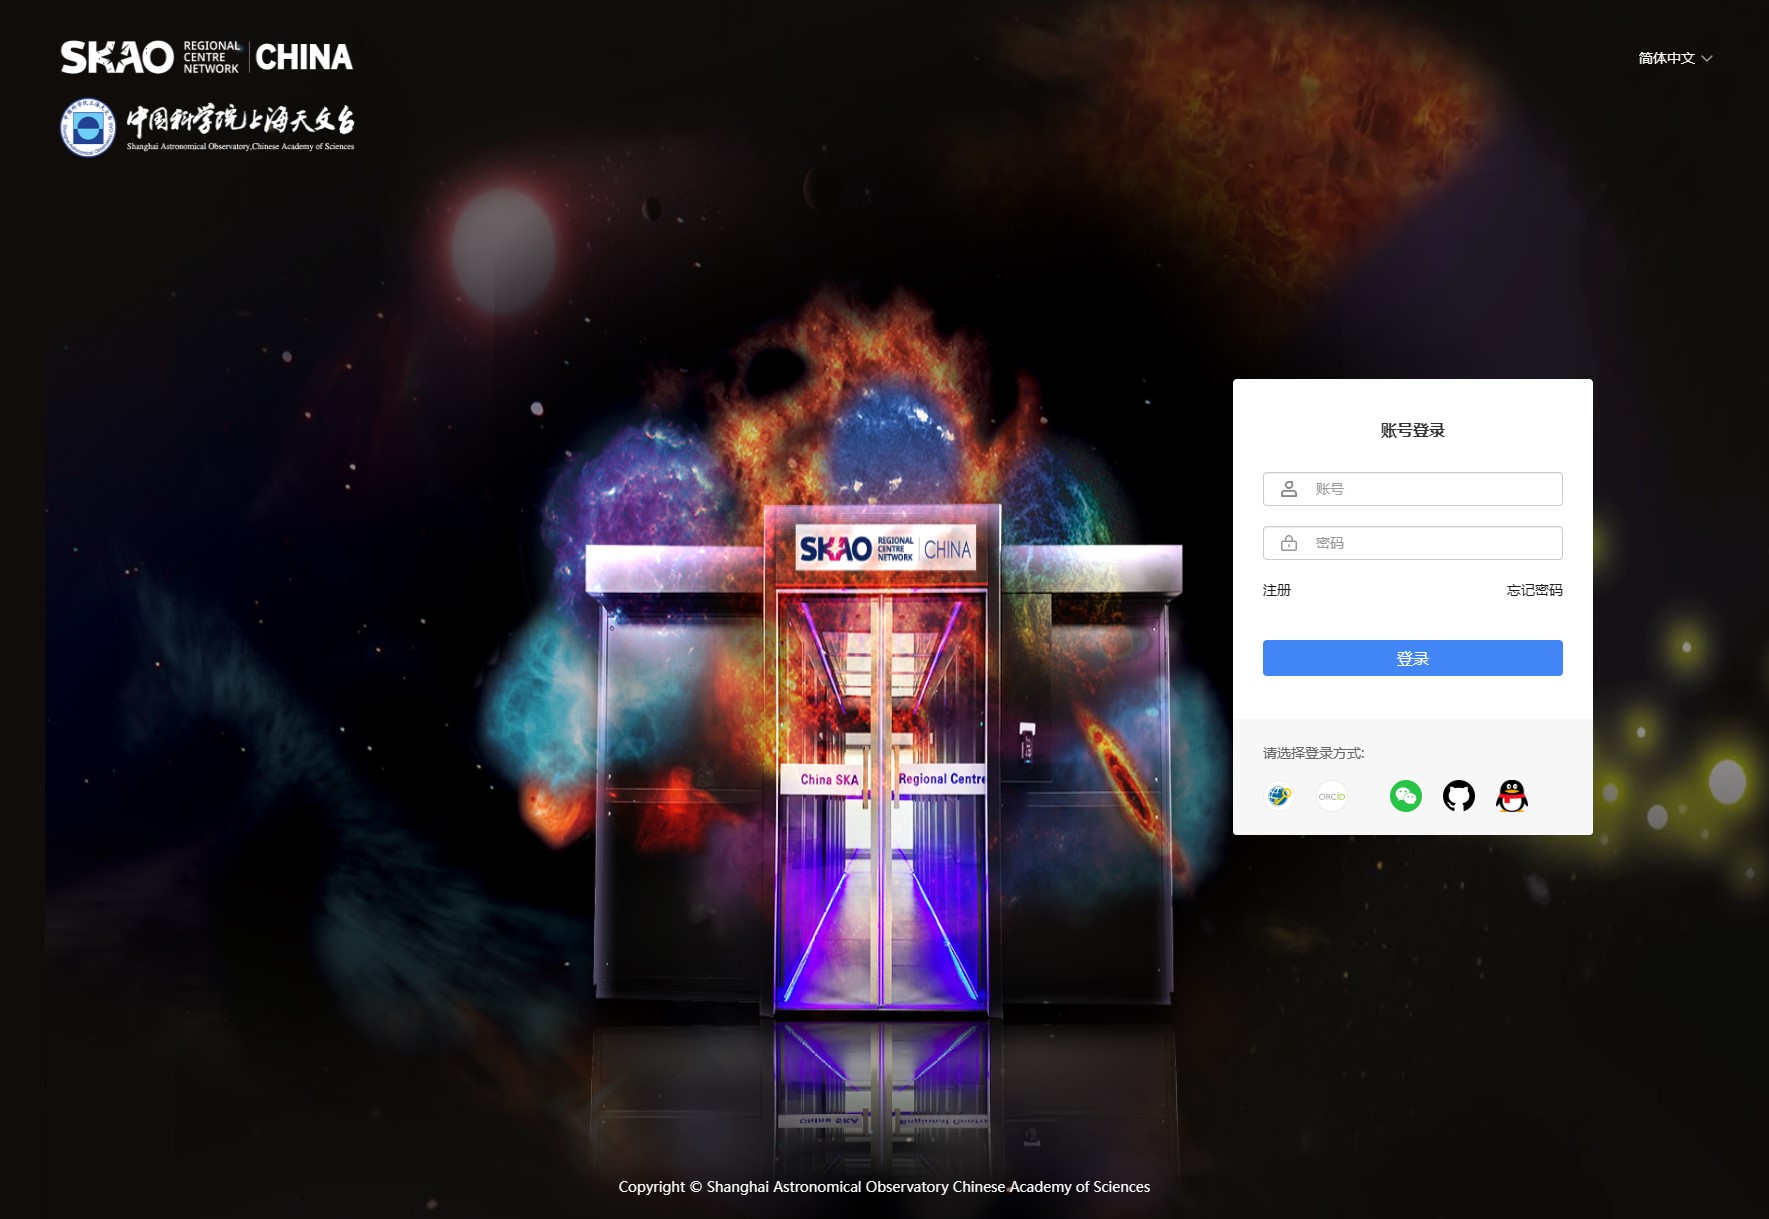 SKAO REGIONAL CENTRE NETWORK CHINA
简体中文
中国科学院上海天文台
Shanghai Astronomical Observatory,Chinese Academy of Sciences
SKAO REGIONAL CENTRE NETWORK CHINA
China SKA Regional Centre
账号登录
账号
密码
注册 忘记密码
登录
请选择登录方式:
ORCID
Copyright © Shanghai Astronomical Observatory Chinese Academy of Sciences